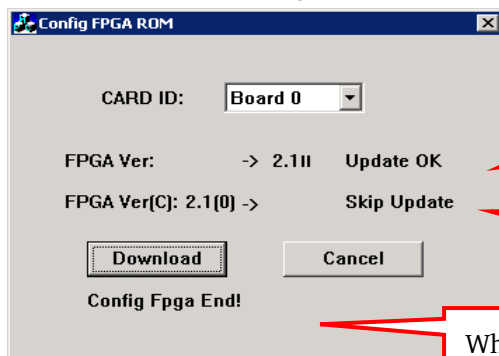 Config FPGA ROM
CARD ID: Board 0
FPGA Ver: -> 2.1II Update OK
FPGA Ver(C): 2.1(0) -> Skip Update
Download Cancel
Config Fpga End!